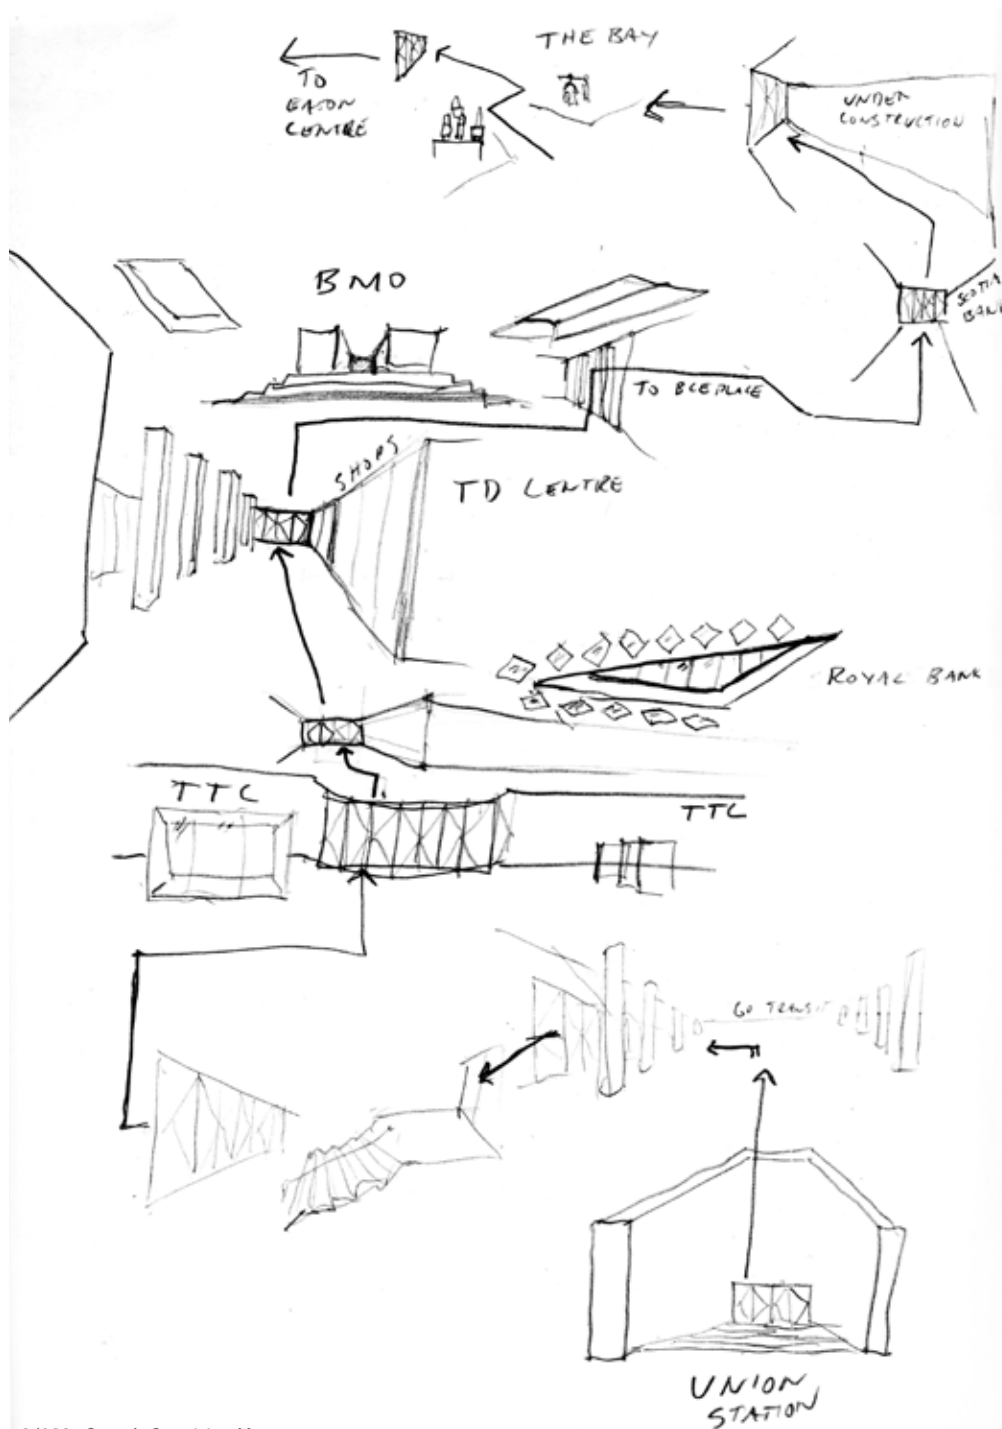 THE BAY
TO
EATON
CENTRE
UNDER
CONSTRUCTION
SCOTIA
BANK
BMO
TO BCE PLACE
SHOPS
TD CENTRE
ROYAL BANK
TTC
TTC
GO TRANSIT
UNION
STATION